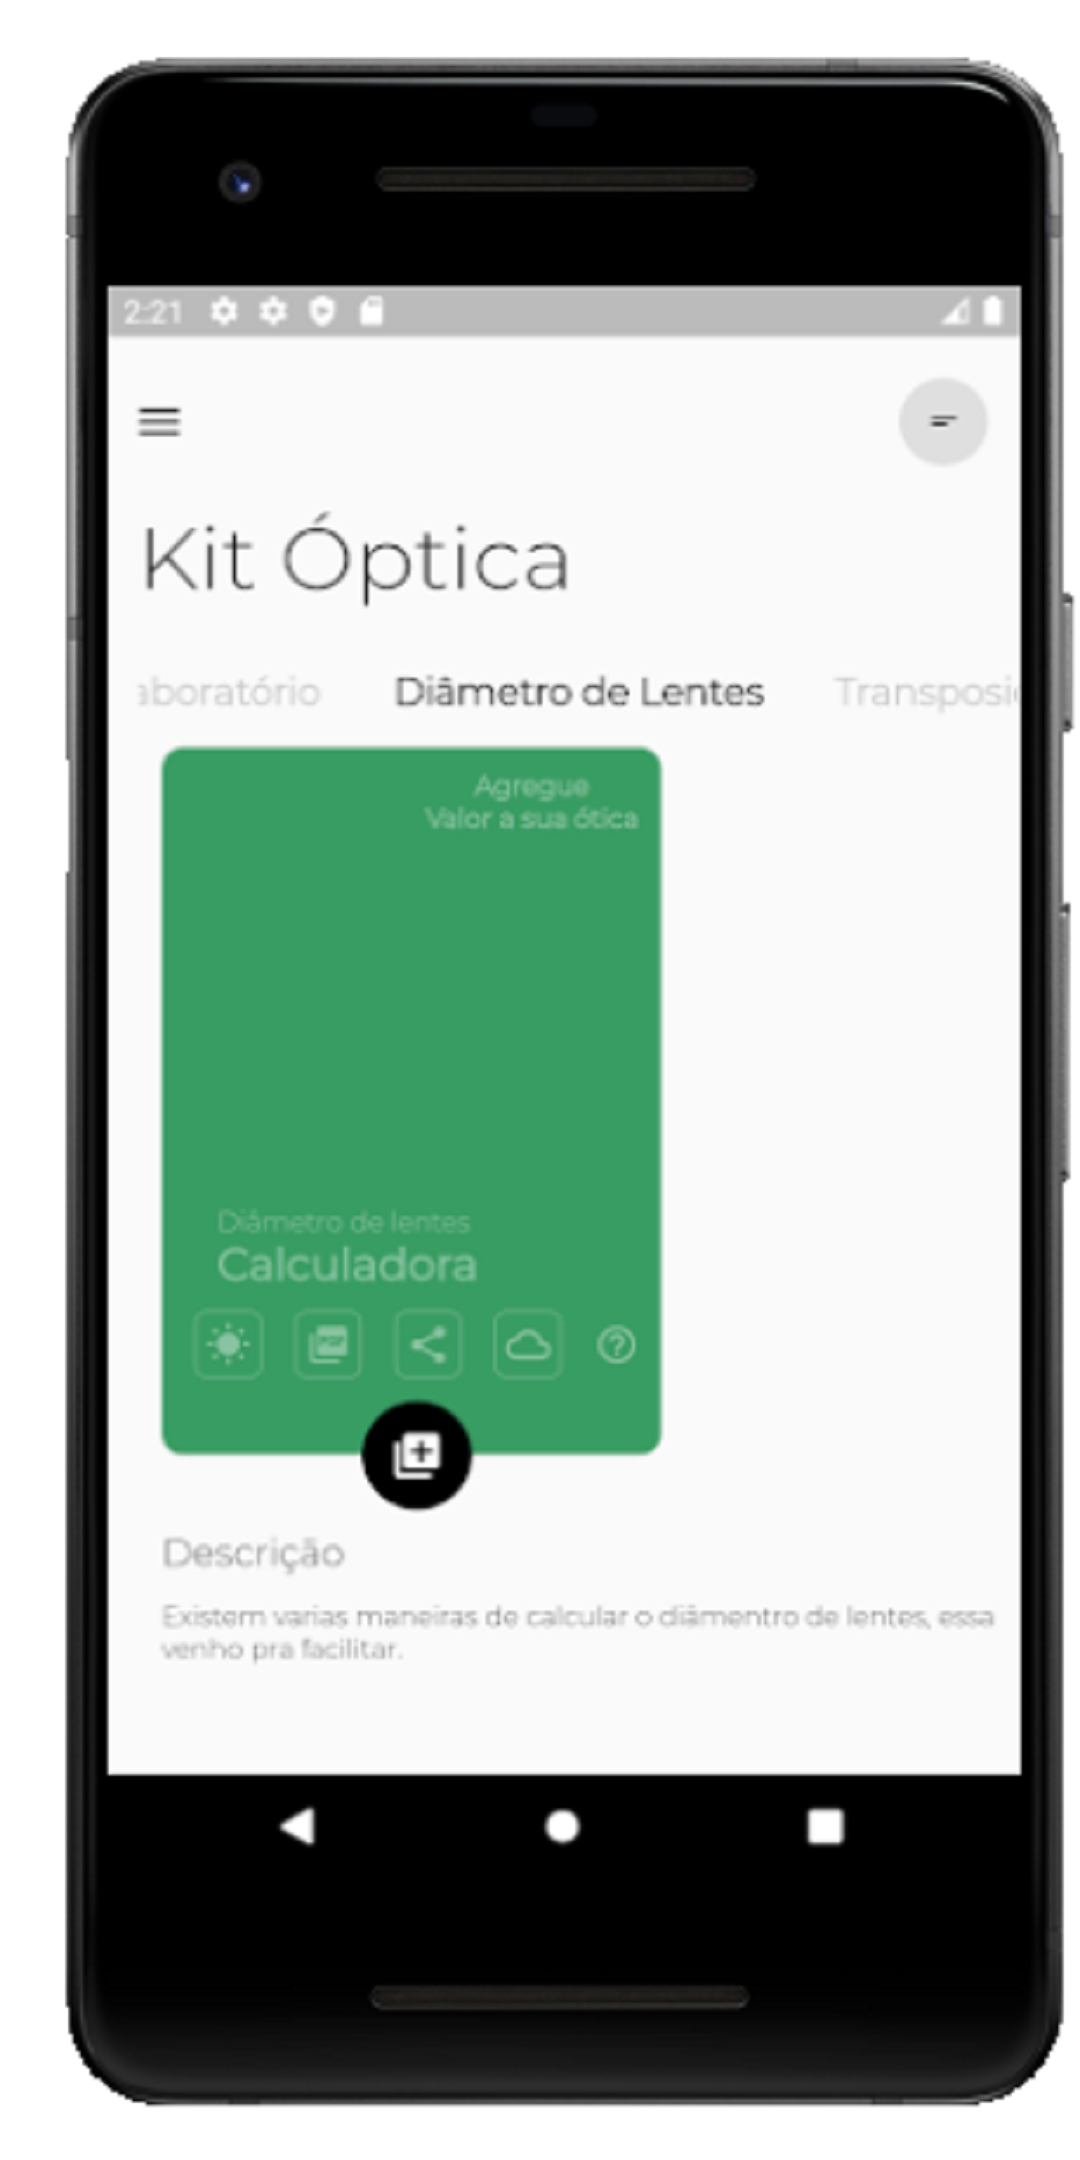 2:21
Kit Óptica
aboratório Diâmetro de Lentes Transposi
Agregue
Valor a sua ótica
Diâmetro de lentes
Calculadora
Descrição
Existem varias maneiras de calcular o diâmentro de lentes, essa
venho pra facilitar.